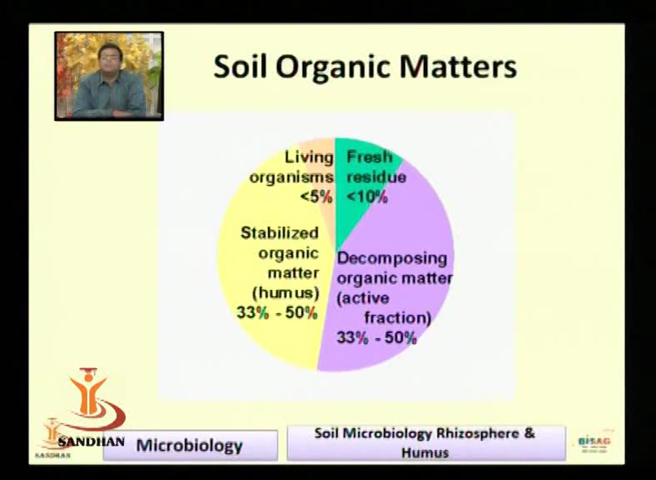 Soil Organic Matters
Living
organisms
<5%
Fresh
residue
<10%
Stabilized
organic
matter
(humus)
33% - 50%
Decomposing
organic matter
(active
fraction)
33% - 50%
SANDHAN
SANDHAN
Microbiology
Soil Microbiology Rhizosphere &
Humus
BISAG